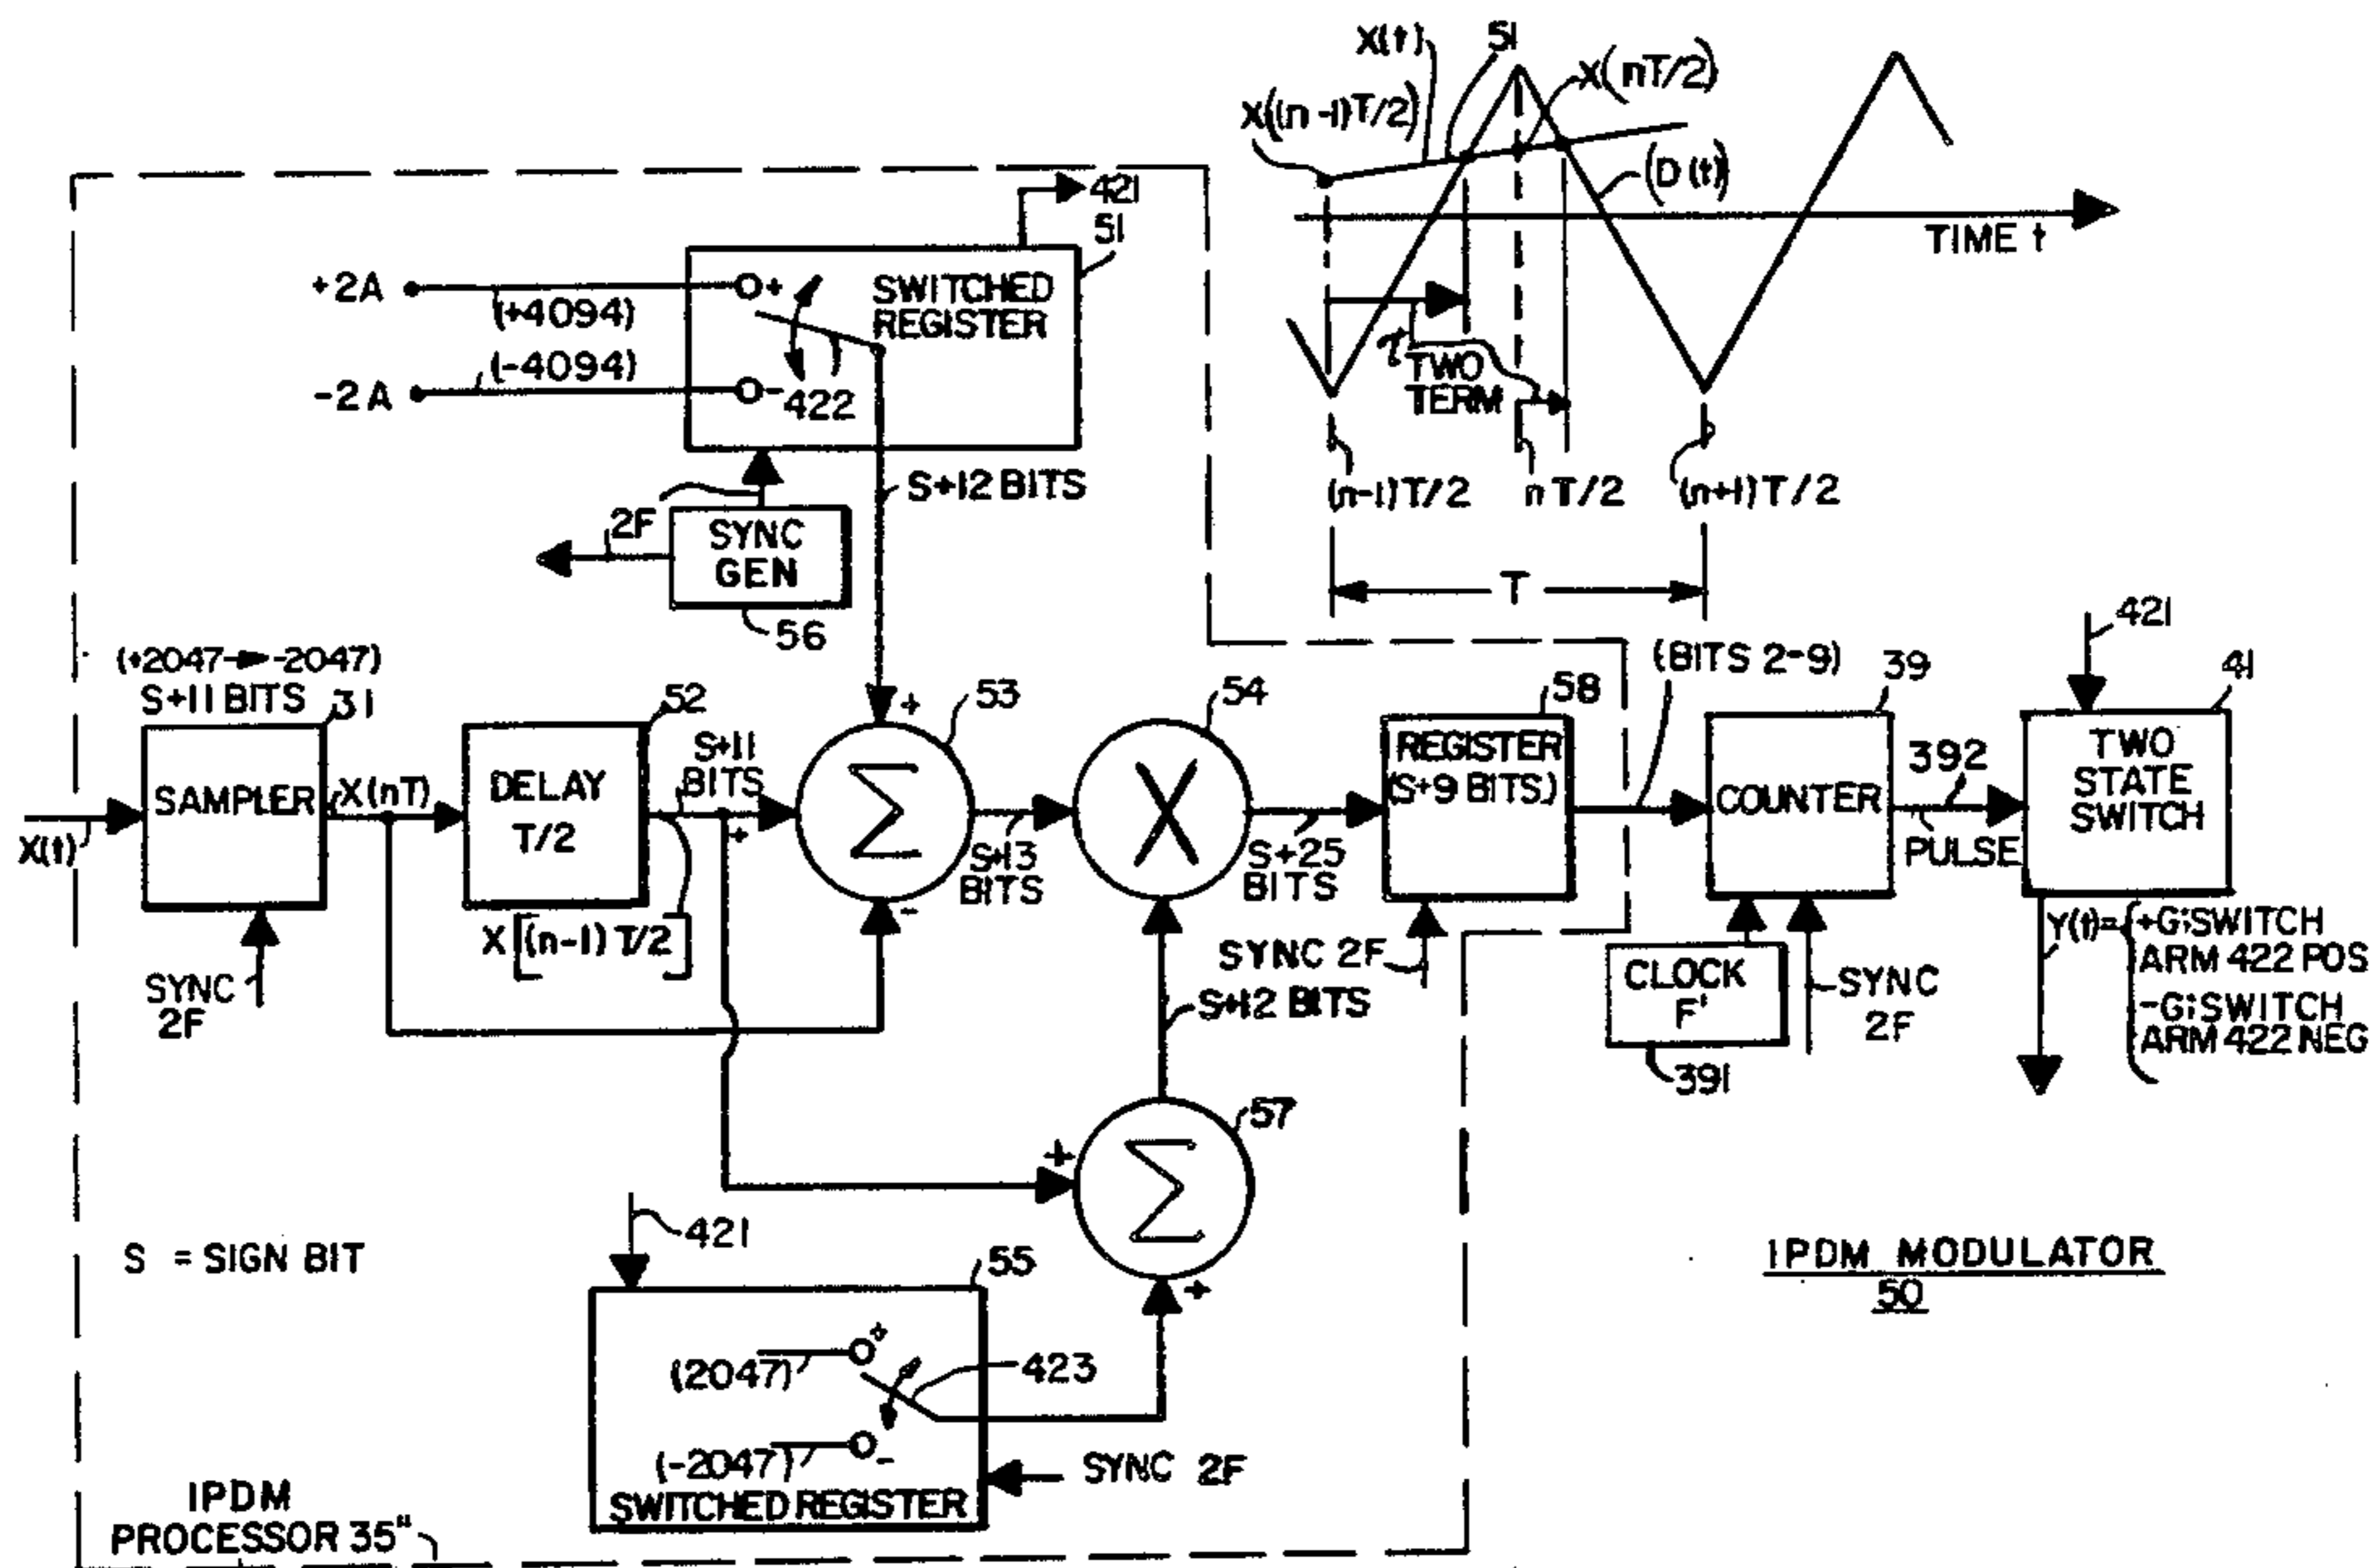 X(t)
51
X(nT/2)
X((n-1)T/2)
(D(t))
TIME t
τ TWO
TERM
(n-1)T/2
nT/2
(n+1)T/2
T
421
51
+2A
(+4094)
-2A
(-4094)
+
-
422
SWITCHED
REGISTER
S+12 BITS
2F
SYNC
GEN
56
(+2047→-2047)
S+11 BITS
31
SAMPLER
X(t)
SYNC
2F
X(nT)
52
DELAY
T/2
S+11
BITS
X[(n-1)T/2]
+
+
-
53
Σ
S+13
BITS
54
X
S+25
BITS
58
REGISTER
(S+9 BITS)
SYNC 2F
S+12 BITS
(BITS 2-9)
39
COUNTER
CLOCK
F'
391
SYNC
2F
392
PULSE
421
41
TWO
STATE
SWITCH
Y(t)= +G;SWITCH
ARM 422 POS
-G;SWITCH
ARM 422 NEG
57
Σ
+
+
421
55
(2047)
+
423
(-2047)
-
SWITCHED REGISTER
SYNC 2F
S = SIGN BIT
IPDM
PROCESSOR 35"
IPDM MODULATOR
50